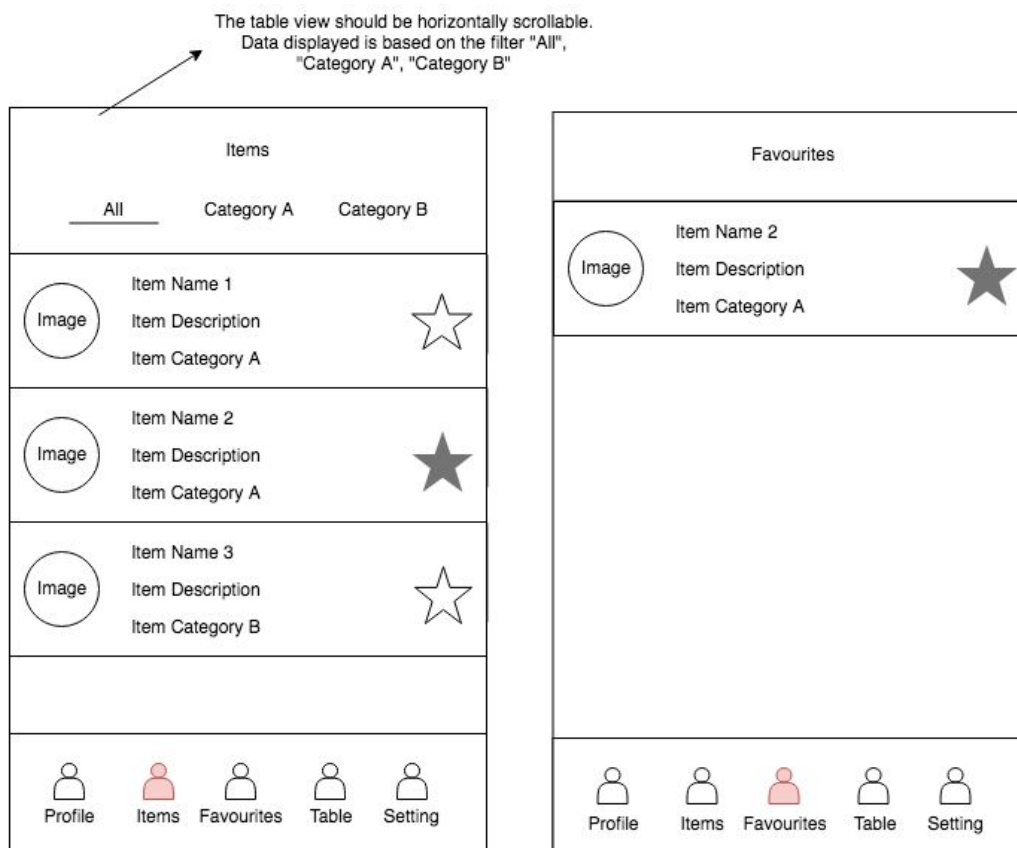 The table view should be horizontally scrollable.
Data displayed is based on the filter "All",
"Category A", "Category B"
Items
All Category A Category B
Image
Item Name 1
Item Description
Item Category A
Image
Item Name 2
Item Description
Item Category A
Image
Item Name 3
Item Description
Item Category B
Profile Items Favourites Table Setting
Favourites
Image
Item Name 2
Item Description
Item Category A
Profile Items Favourites Table Setting